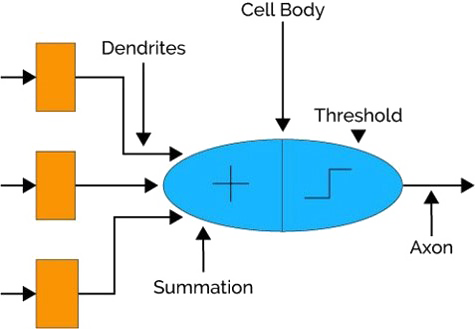 Cell Body
Dendrites
Threshold
Axon
Summation